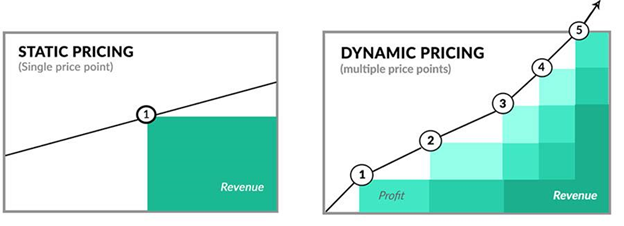 STATIC PRICING
(Single price point)
1
Revenue
DYNAMIC PRICING
(multiple price points)
5
4
3
2
1
Profit
Revenue